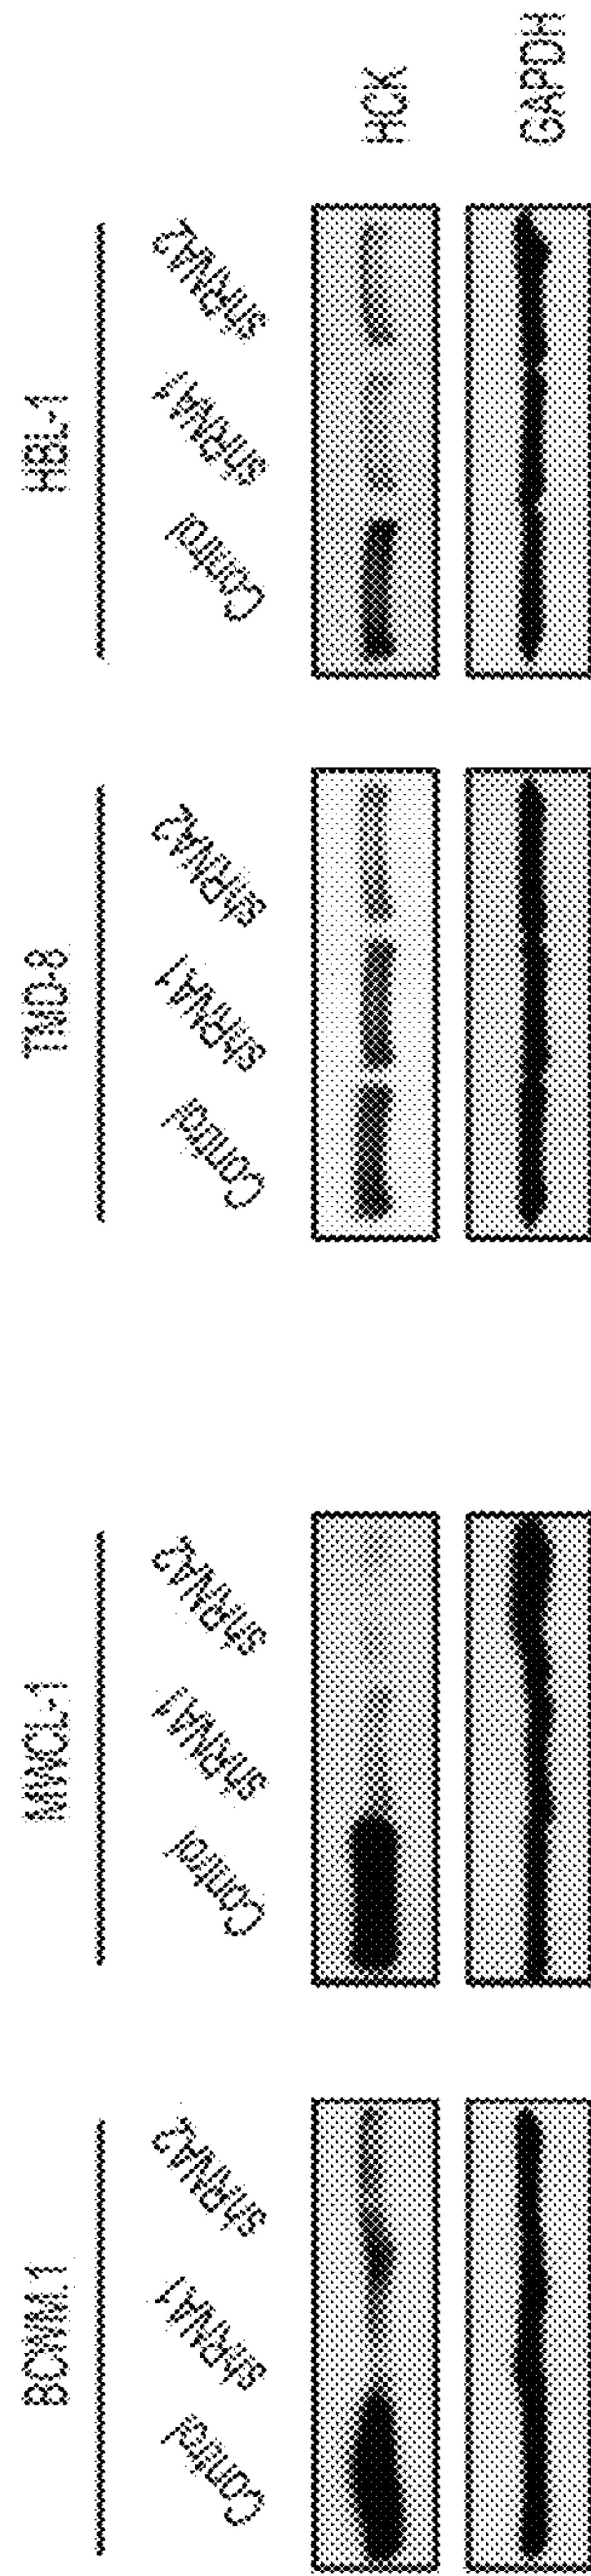 BCWM.1 MWCL-1 TMD-8 HBL-1
Control shRNA1 shRNA2 Control shRNA1 shRNA2 Control shRNA1 shRNA2 Control shRNA1 shRNA2
HCK
GAPDH